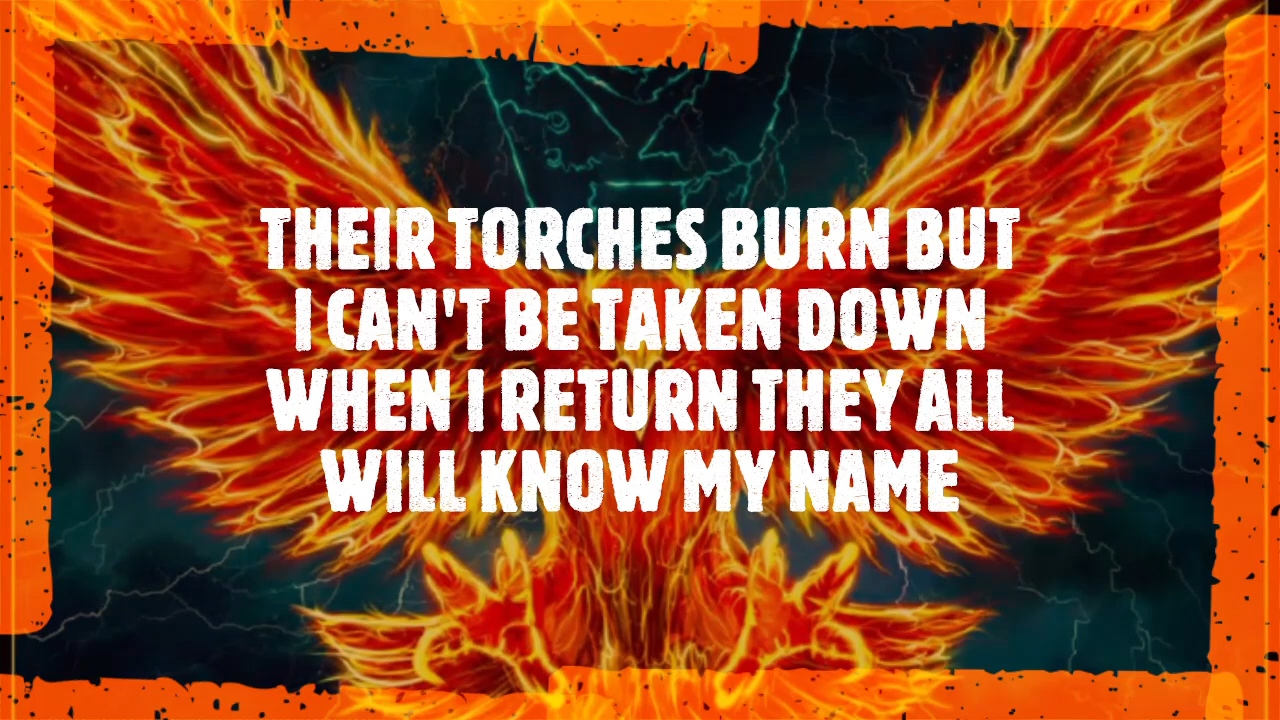 THEIR TORCHES BURN BUT
I CAN'T BE TAKEN DOWN
WHEN I RETURN THEY ALL
WILL KNOW MY NAME